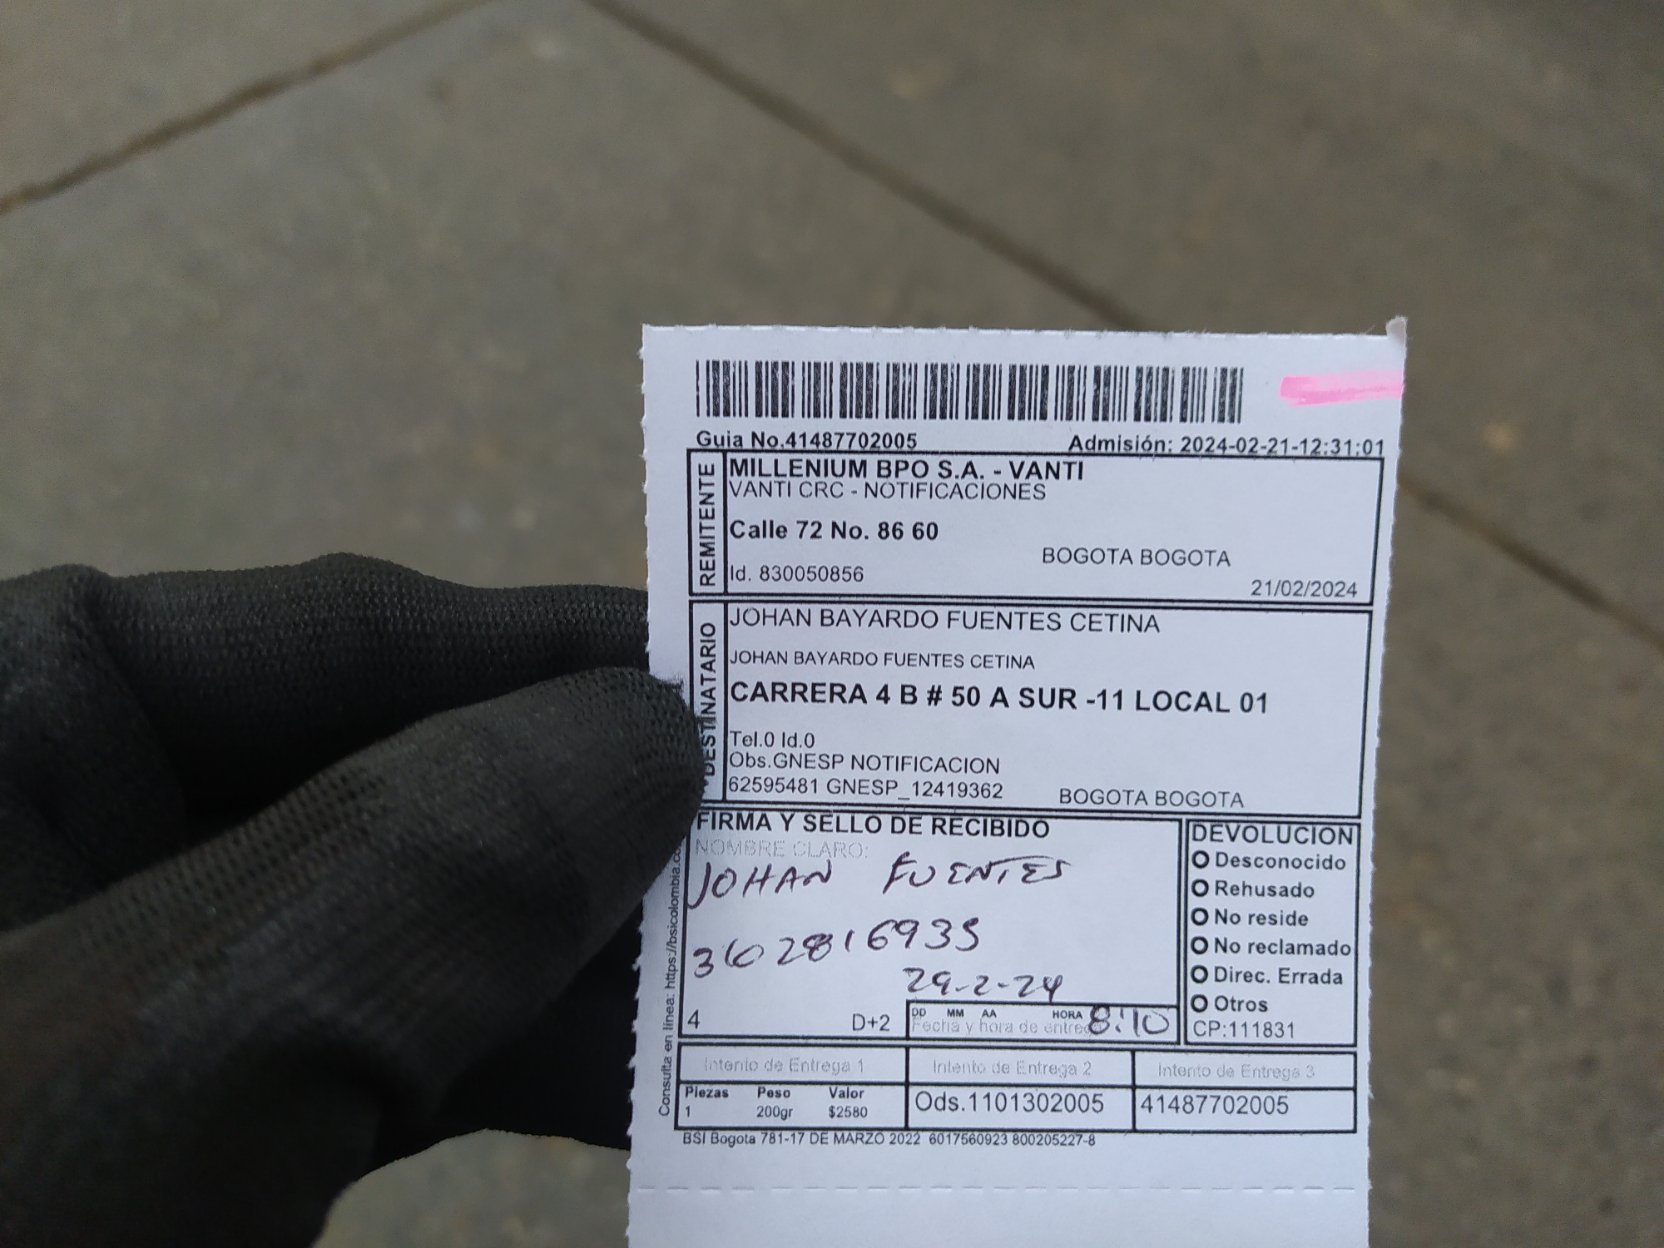 Guia No.41487702005 Admisión: 2024-02-21-12:31:01
REMITENTE
MILLENIUM BPO S.A. - VANTI
VANTI CRC - NOTIFICACIONES
Calle 72 No. 86 60
BOGOTA BOGOTA
Id. 830050856
21/02/2024
DESTINATARIO
JOHAN BAYARDO FUENTES CETINA
JOHAN BAYARDO FUENTES CETINA
CARRERA 4 B # 50 A SUR -11 LOCAL 01
Tel.0 Id.0
Obs.GNESP NOTIFICACION
62595481 GNESP_12419362 BOGOTA BOGOTA
FIRMA Y SELLO DE RECIBIDO
NOMBRE CLARO:
JOHAN FUENTES
29-2-24
4 D+2
DD MM AA HORA 8:10
Fecha y hora de entrega
DEVOLUCION
Desconocido
Rehusado
No reside
No reclamado
Direc. Errada
Otros
CP:111831
Intento de Entrega 1 Intento de Entrega 2 Intento de Entrega 3
Piezas Peso Valor
1 200gr $2580
Ods.1101302005 41487702005
BSI Bogota 781-17 DE MARZO 2022 6017560923 800205227-8
Consulta en línea: https://bsicolombia.c